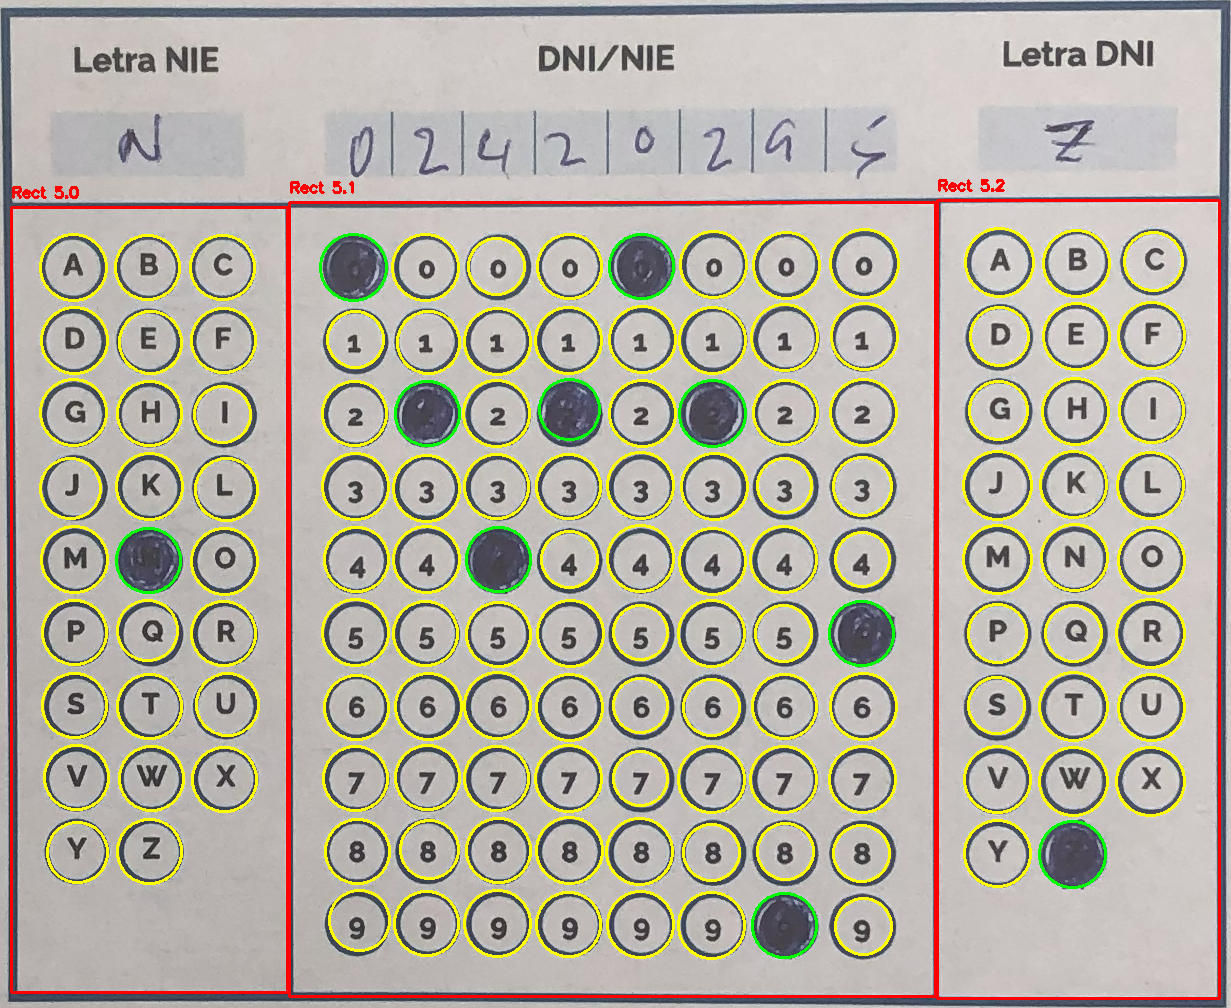 Letra NIE DNI/NIE Letra DNI
N 0 2 4 2 0 2 9 5 Z
Rect 5.0 Rect 5.1 Rect 5.2
A B C 0 0 0 0 0 0 A B C
D E F 1 1 1 1 1 1 1 1 D E F
G H I 2 2 2 2 2 G H I
J K L 3 3 3 3 3 3 3 3 J K L
M O 4 4 4 4 4 4 4 M N O
P Q R 5 5 5 5 5 5 5 P Q R
S T U 6 6 6 6 6 6 6 6 S T U
V W X 7 7 7 7 7 7 7 7 V W X
Y Z 8 8 8 8 8 8 8 8 Y
9 9 9 9 9 9 9